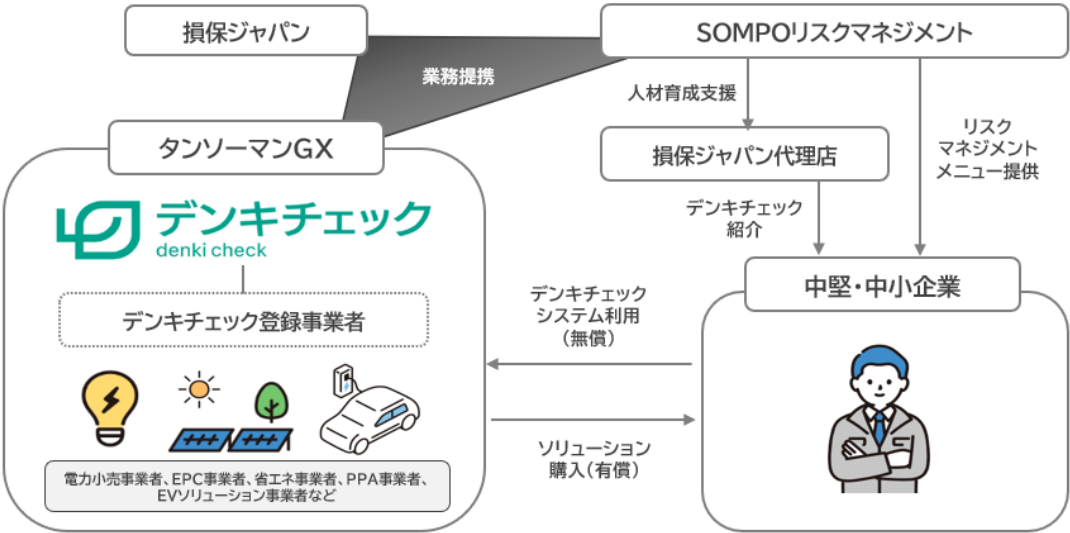 損保ジャパン
SOMPOリスクマネジメント
業務提携
人材育成支援
リスク
マネジメント
メニュー提供
タンソーマンGX
損保ジャパン代理店
デンキチェック
denki check
デンキチェック
紹介
デンキチェック登録事業者
中堅・中小企業
デンキチェック
システム利用
（無償）
ソリューション
購入（有償）
電力小売事業者、EPC事業者、省エネ事業者、PPA事業者、
EVソリューション事業者など